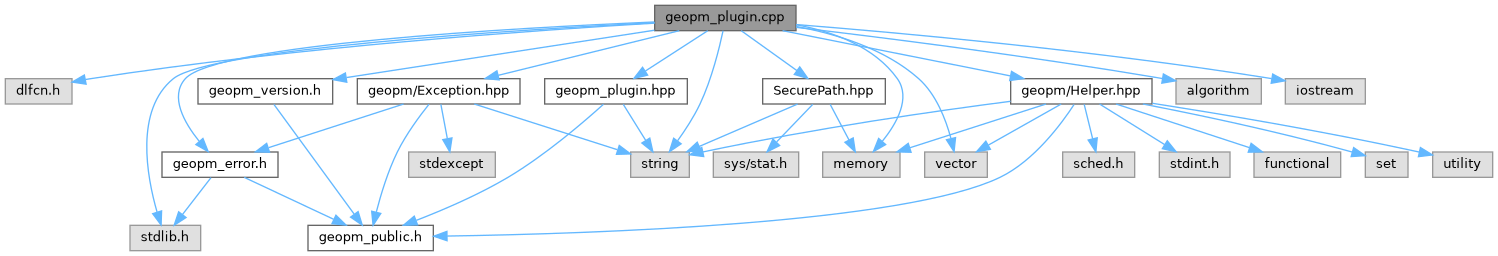 geopm_plugin.cpp
dlfcn.h
geopm_version.h
geopm/Exception.hpp
geopm_plugin.hpp
SecurePath.hpp
geopm/Helper.hpp
algorithm
iostream
geopm_error.h
stdexcept
string
sys/stat.h
memory
vector
sched.h
stdint.h
functional
set
utility
stdlib.h
geopm_public.h